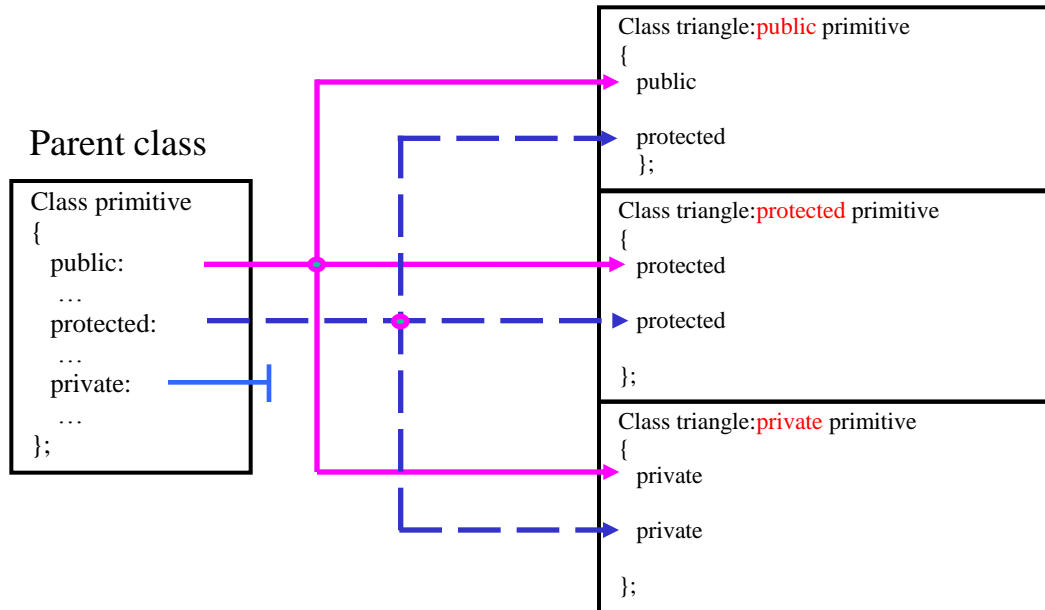 Parent class
Class primitive
{
public:
…
protected:
…
private:
…
};
Class triangle:public primitive
{
public
protected
};
Class triangle:protected primitive
{
protected
protected
};
Class triangle:private primitive
{
private
private
};